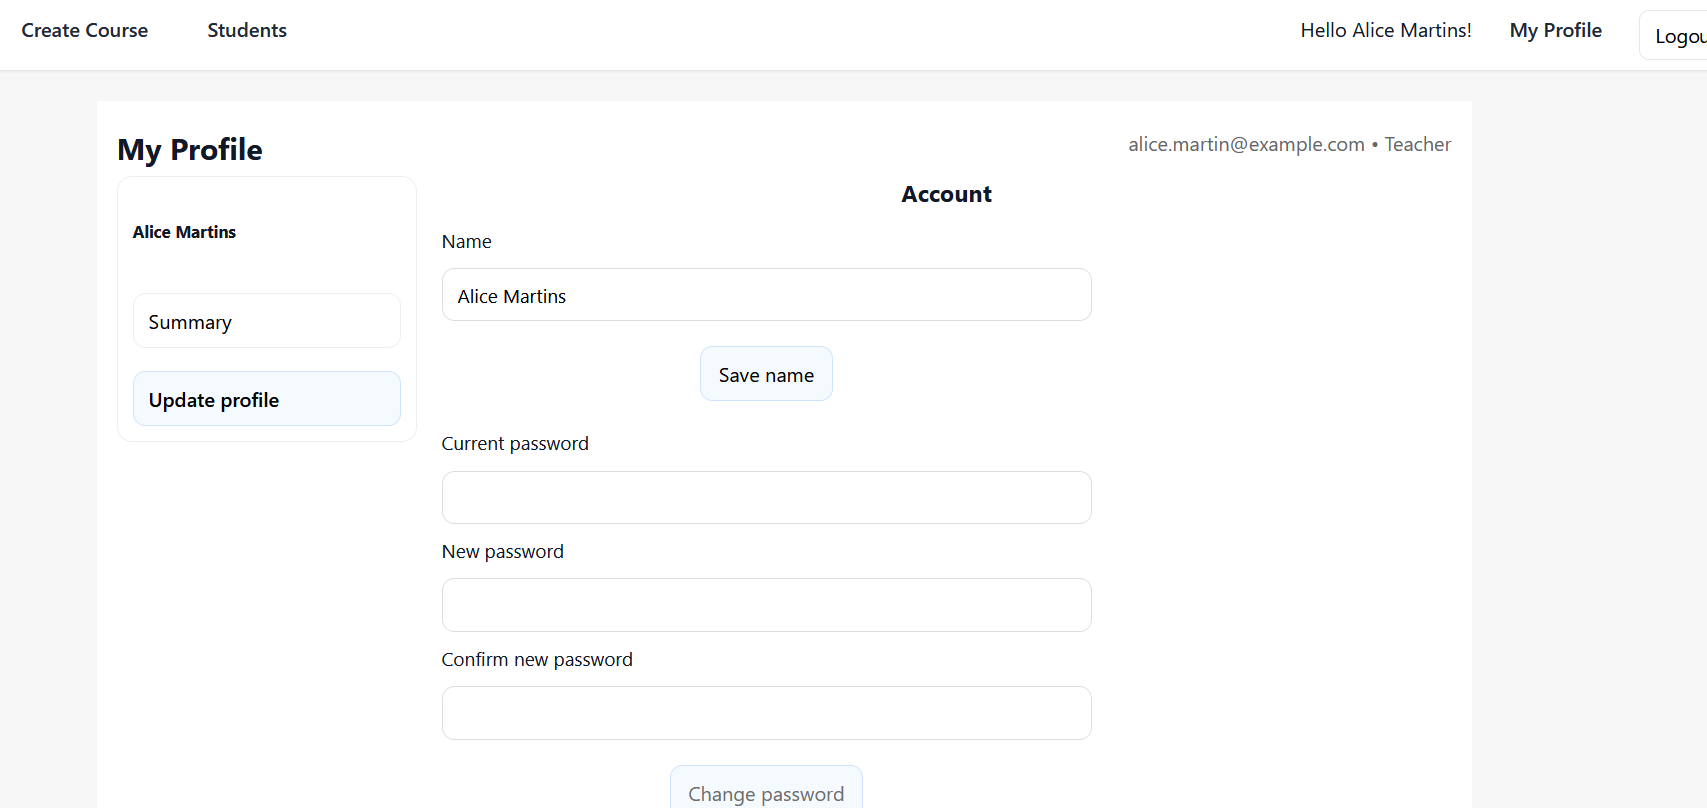 Create Course Students Hello Alice Martins! My Profile Logou
My Profile alice.martin@example.com • Teacher
Account
Alice Martins
Name
Alice Martins
Summary
Save name
Update profile
Current password
New password
Confirm new password
Change password